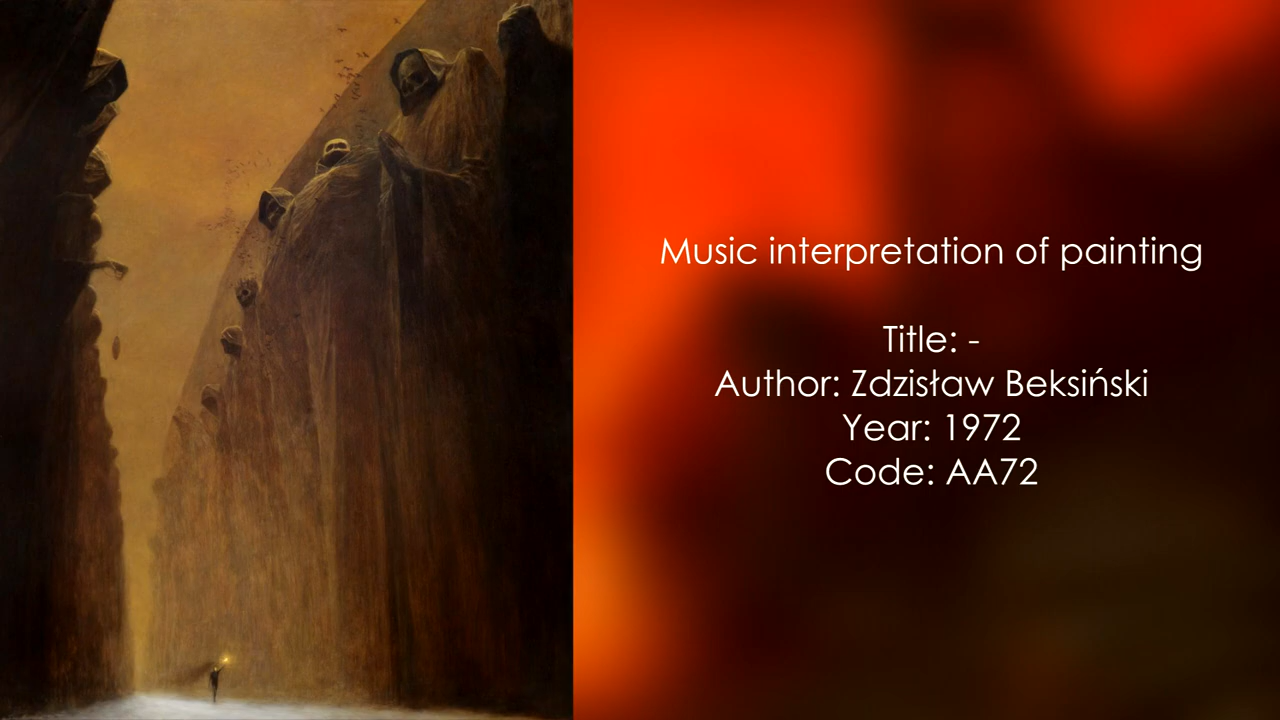 Music interpretation of painting
Title: -
Author: Zdzisław Beksiński
Year: 1972
Code: AA72